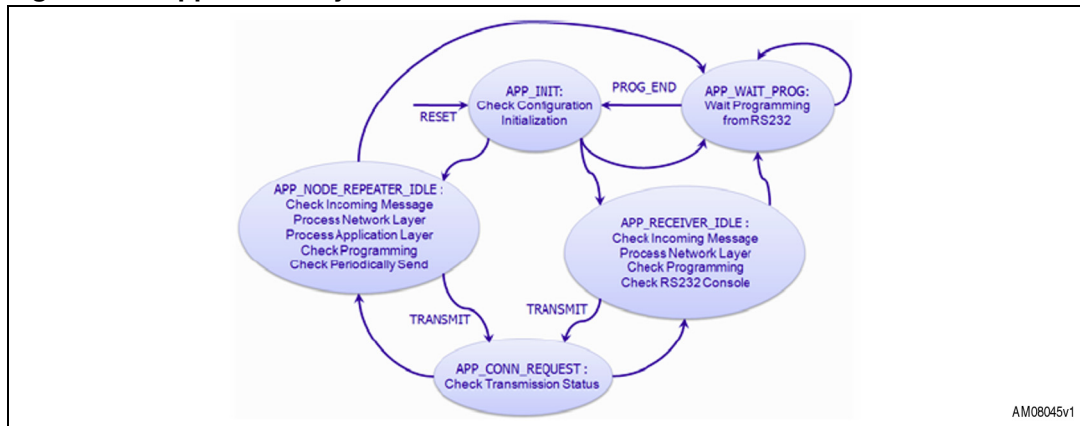 APP_INIT:
Check Configuration
Initialization
RESET
PROG_END
APP_WAIT_PROG:
Wait Programming
from RS232
APP_NODE_REPEATER_IDLE :
Check Incoming Message
Process Network Layer
Process Application Layer
Check Programming
Check Periodically Send
APP_RECEIVER_IDLE :
Check Incoming Message
Process Network Layer
Check Programming
Check RS232 Console
TRANSMIT
TRANSMIT
APP_CONN_REQUEST :
Check Transmission Status
AM08045v1